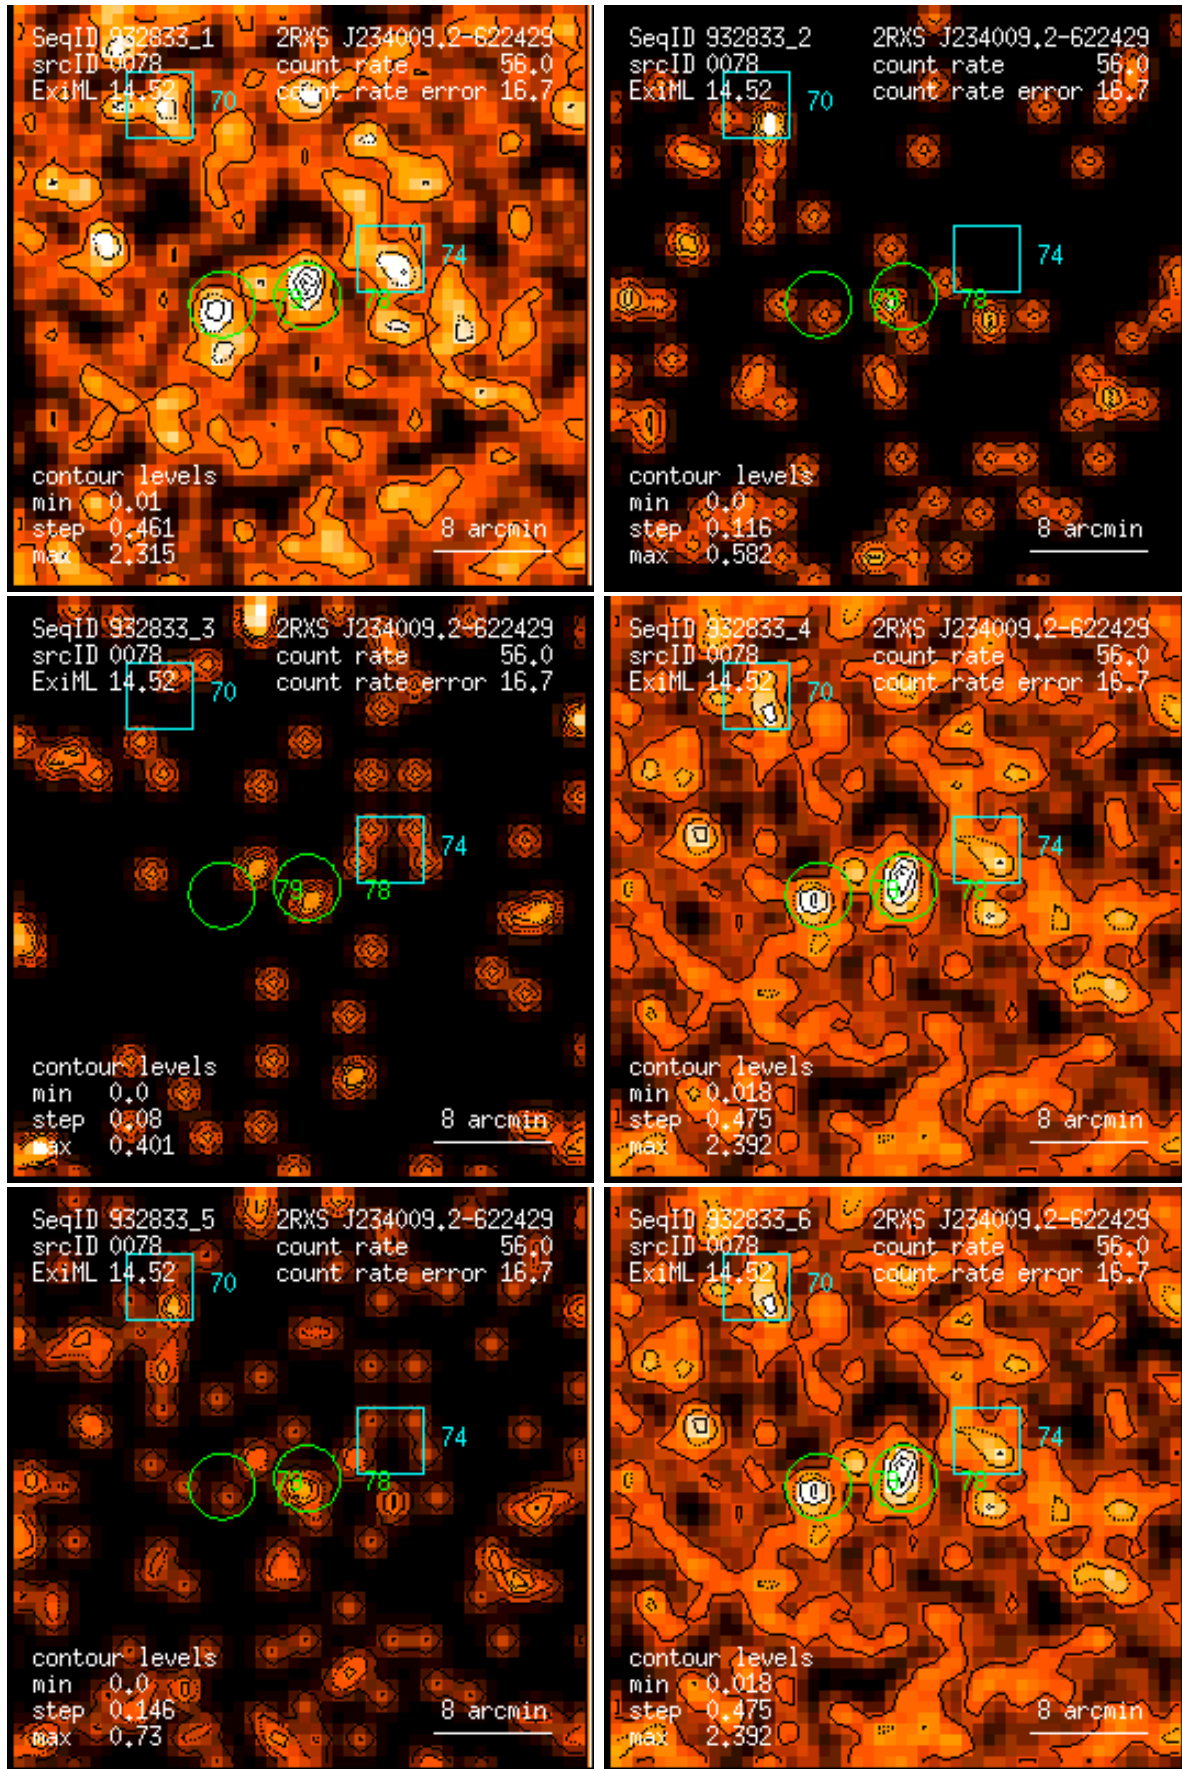 SeqID 932833_1 2RXS J234009.2-622429
srcID 0078 count rate 56.0
ExiML 14.52 count rate error 16.7
70
74
79 78
contour levels
min 0.01
step 0.461
max 2.315
8 arcmin
SeqID 932833_2 2RXS J234009.2-622429
srcID 0078 count rate 56.0
ExiML 14.52 count rate error 16.7
70
74
79 78
contour levels
min 0.0
step 0.116
max 0.582
8 arcmin
SeqID 932833_3 2RXS J234009.2-622429
srcID 0078 count rate 56.0
ExiML 14.52 count rate error 16.7
70
74
79 78
contour levels
min 0.0
step 0.08
max 0.401
8 arcmin
SeqID 932833_4 2RXS J234009.2-622429
srcID 0078 count rate 56.0
ExiML 14.52 count rate error 16.7
70
74
79 78
contour levels
min 0.018
step 0.475
max 2.392
8 arcmin
SeqID 932833_5 2RXS J234009.2-622429
srcID 0078 count rate 56.0
ExiML 14.52 count rate error 16.7
70
74
79 78
contour levels
min 0.0
step 0.146
max 0.73
8 arcmin
SeqID 932833_6 2RXS J234009.2-622429
srcID 0078 count rate 56.0
ExiML 14.52 count rate error 16.7
70
74
79 78
contour levels
min 0.018
step 0.475
max 2.392
8 arcmin